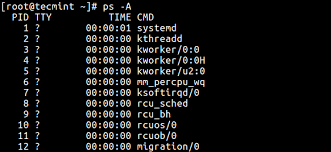 [root@tecmint ~]# ps -A
PID TTY TIME CMD
1 ? 00:00:01 systemd
2 ? 00:00:00 kthreadd
3 ? 00:00:00 kworker/0:0
4 ? 00:00:00 kworker/0:0H
5 ? 00:00:00 kworker/u2:0
6 ? 00:00:00 mm_percpu_wq
7 ? 00:00:00 ksoftirqd/0
8 ? 00:00:00 rcu_sched
9 ? 00:00:00 rcu_bh
10 ? 00:00:00 rcuos/0
11 ? 00:00:00 rcuob/0
12 ? 00:00:00 migration/0